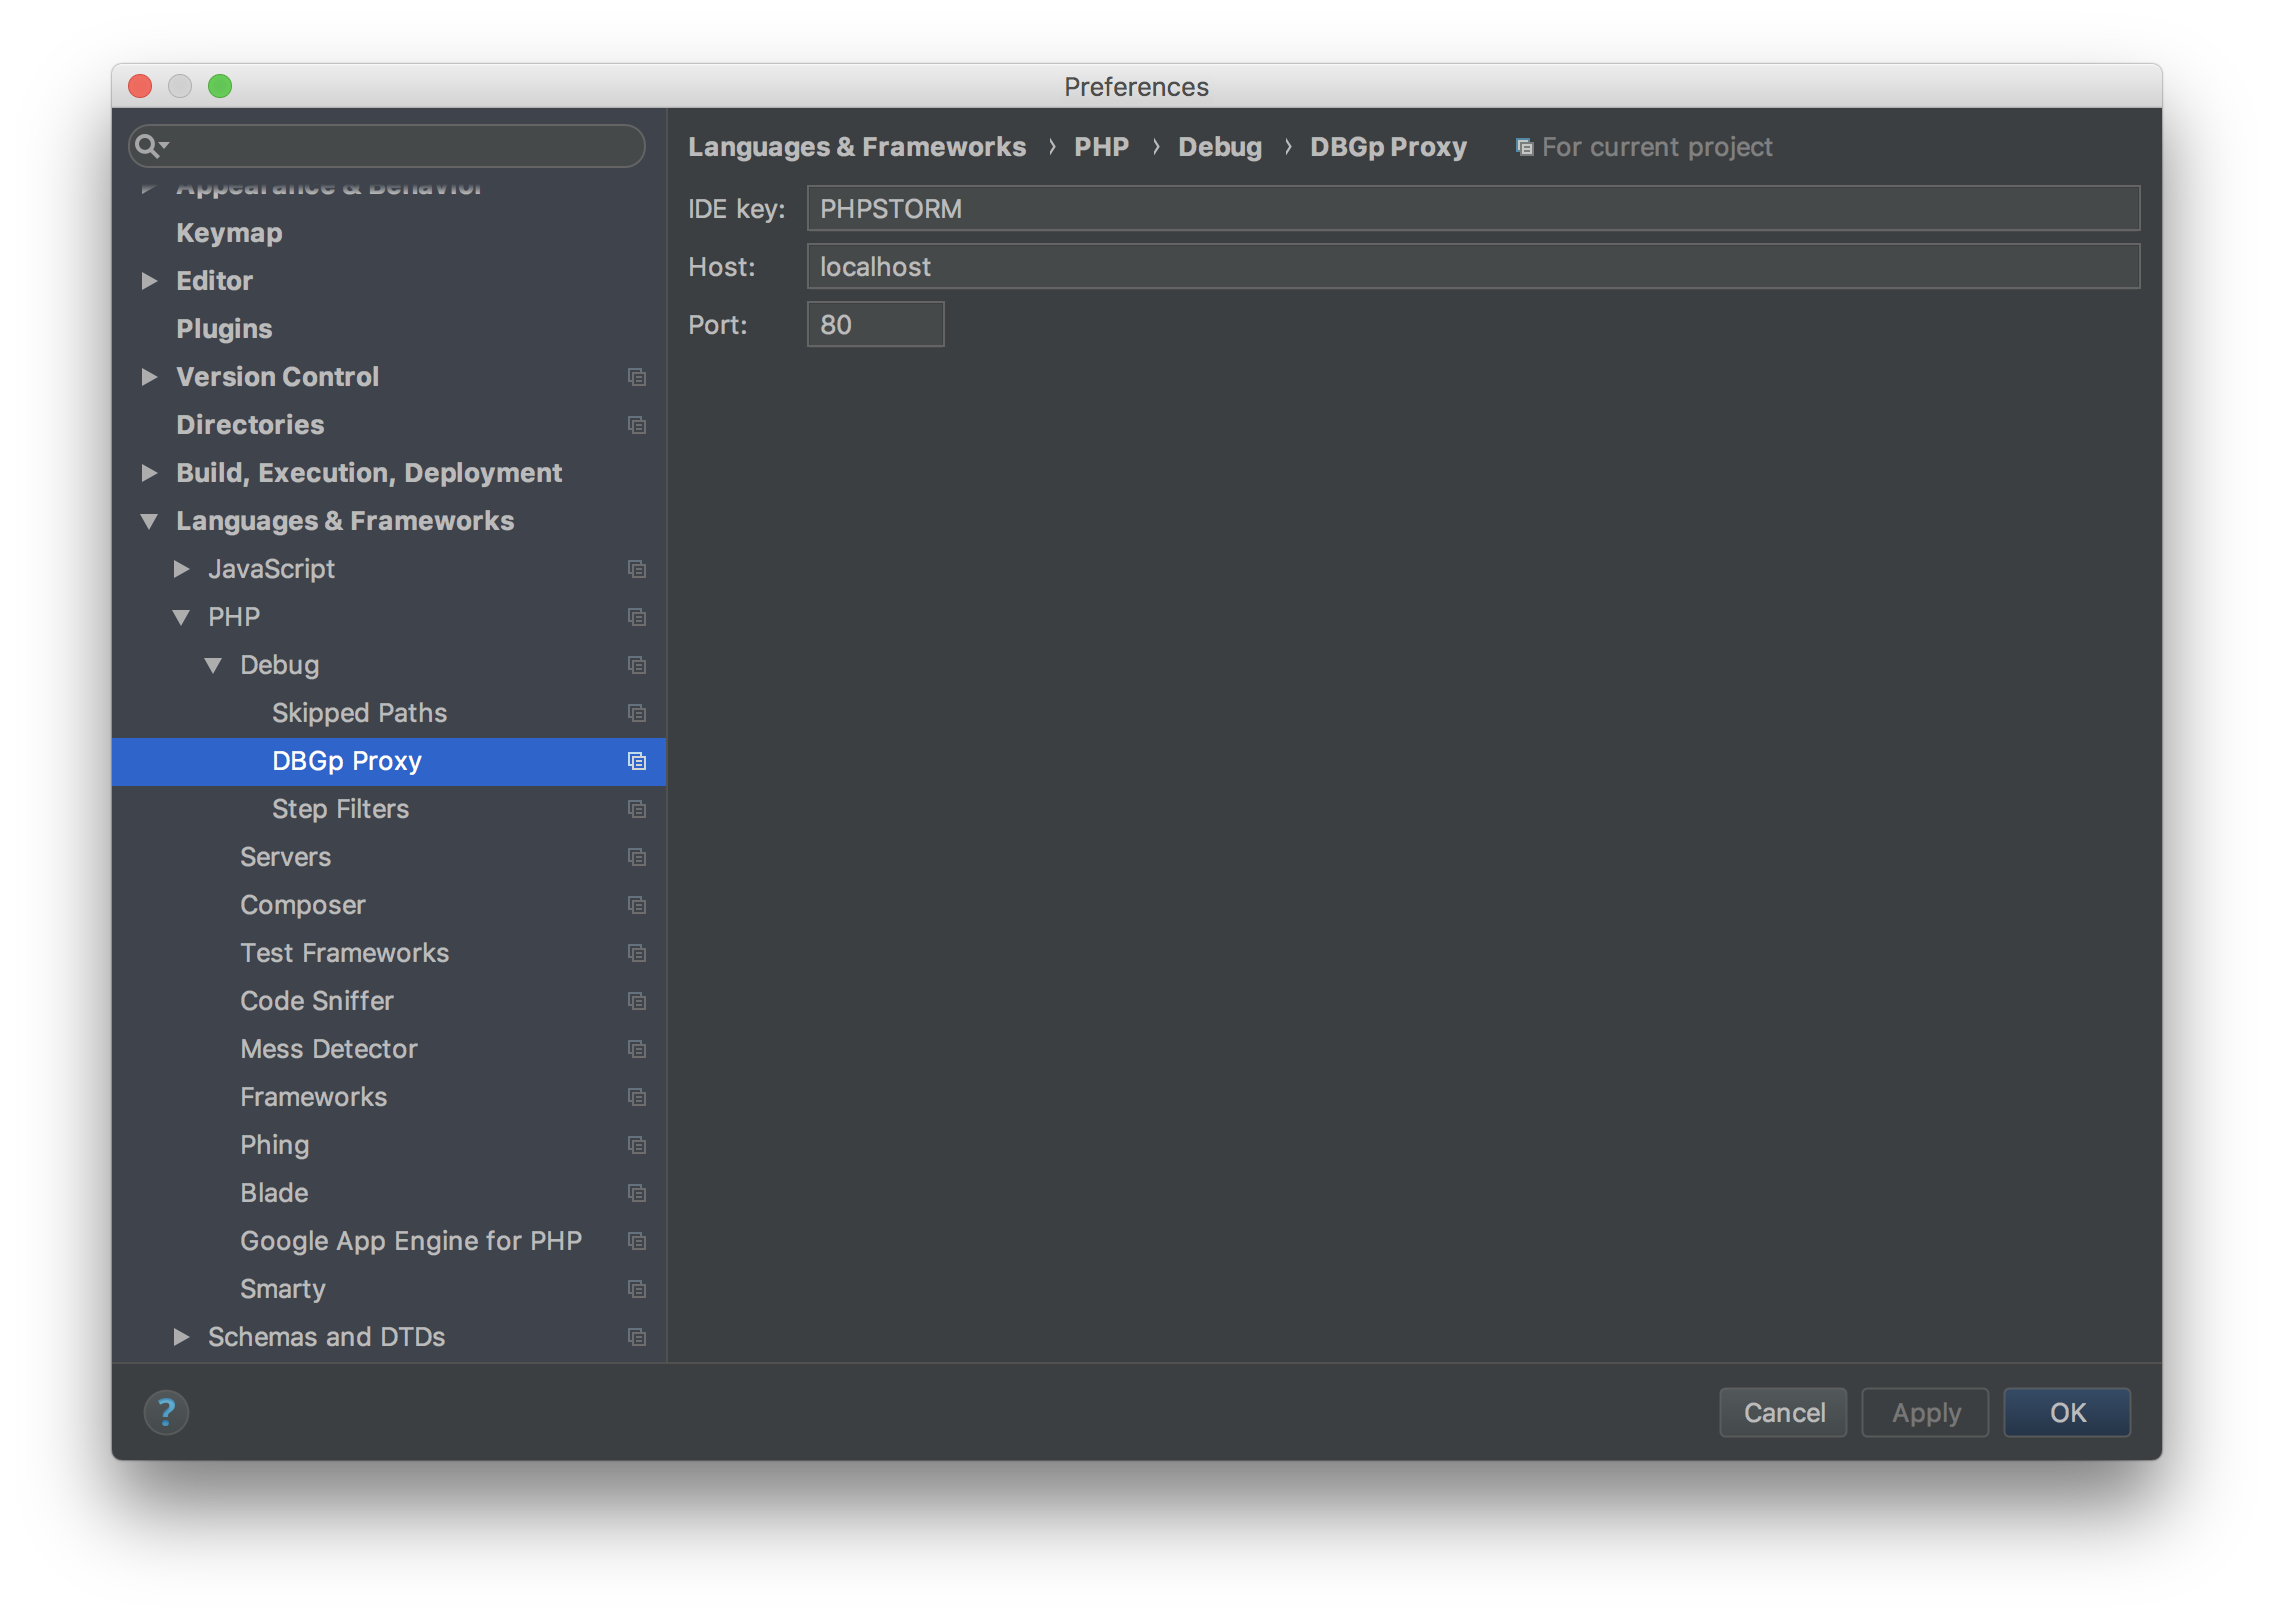 Preferences
Appearance & Behavior
Keymap
Editor
Plugins
Version Control
Directories
Build, Execution, Deployment
Languages & Frameworks
JavaScript
PHP
Debug
Skipped Paths
DBGp Proxy
Step Filters
Servers
Composer
Test Frameworks
Code Sniffer
Mess Detector
Frameworks
Phing
Blade
Google App Engine for PHP
Smarty
Schemas and DTDs
Languages & Frameworks › PHP › Debug › DBGp Proxy For current project
IDE key: PHPSTORM
Host: localhost
Port: 80
? Cancel Apply OK